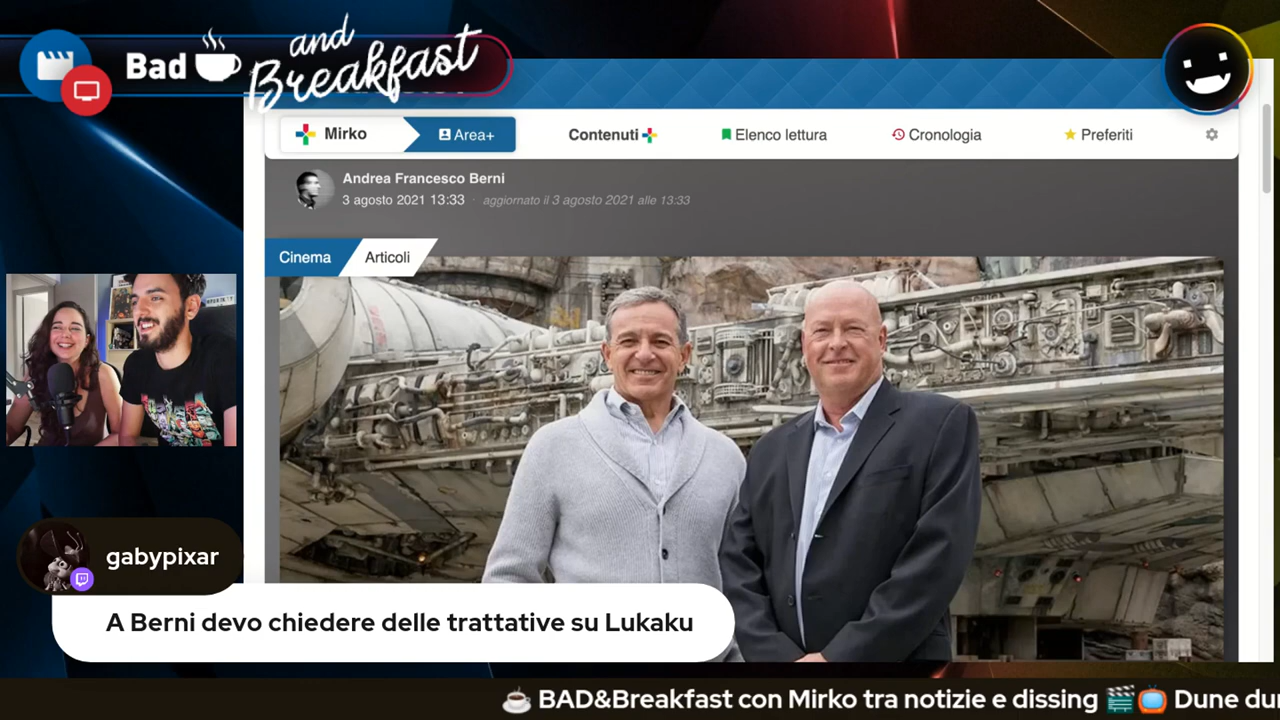 Bad and Breakfast
Mirko
Area+
Contenuti
Elenco lettura
Cronologia
Preferiti
Andrea Francesco Berni
3 agosto 2021 13:33 · aggiornato il 3 agosto 2021 alle 13:33
Cinema
Articoli
gabypixar
A Berni devo chiedere delle trattative su Lukaku
☕ BAD&Breakfast con Mirko tra notizie e dissing 🎬📺 Dune du